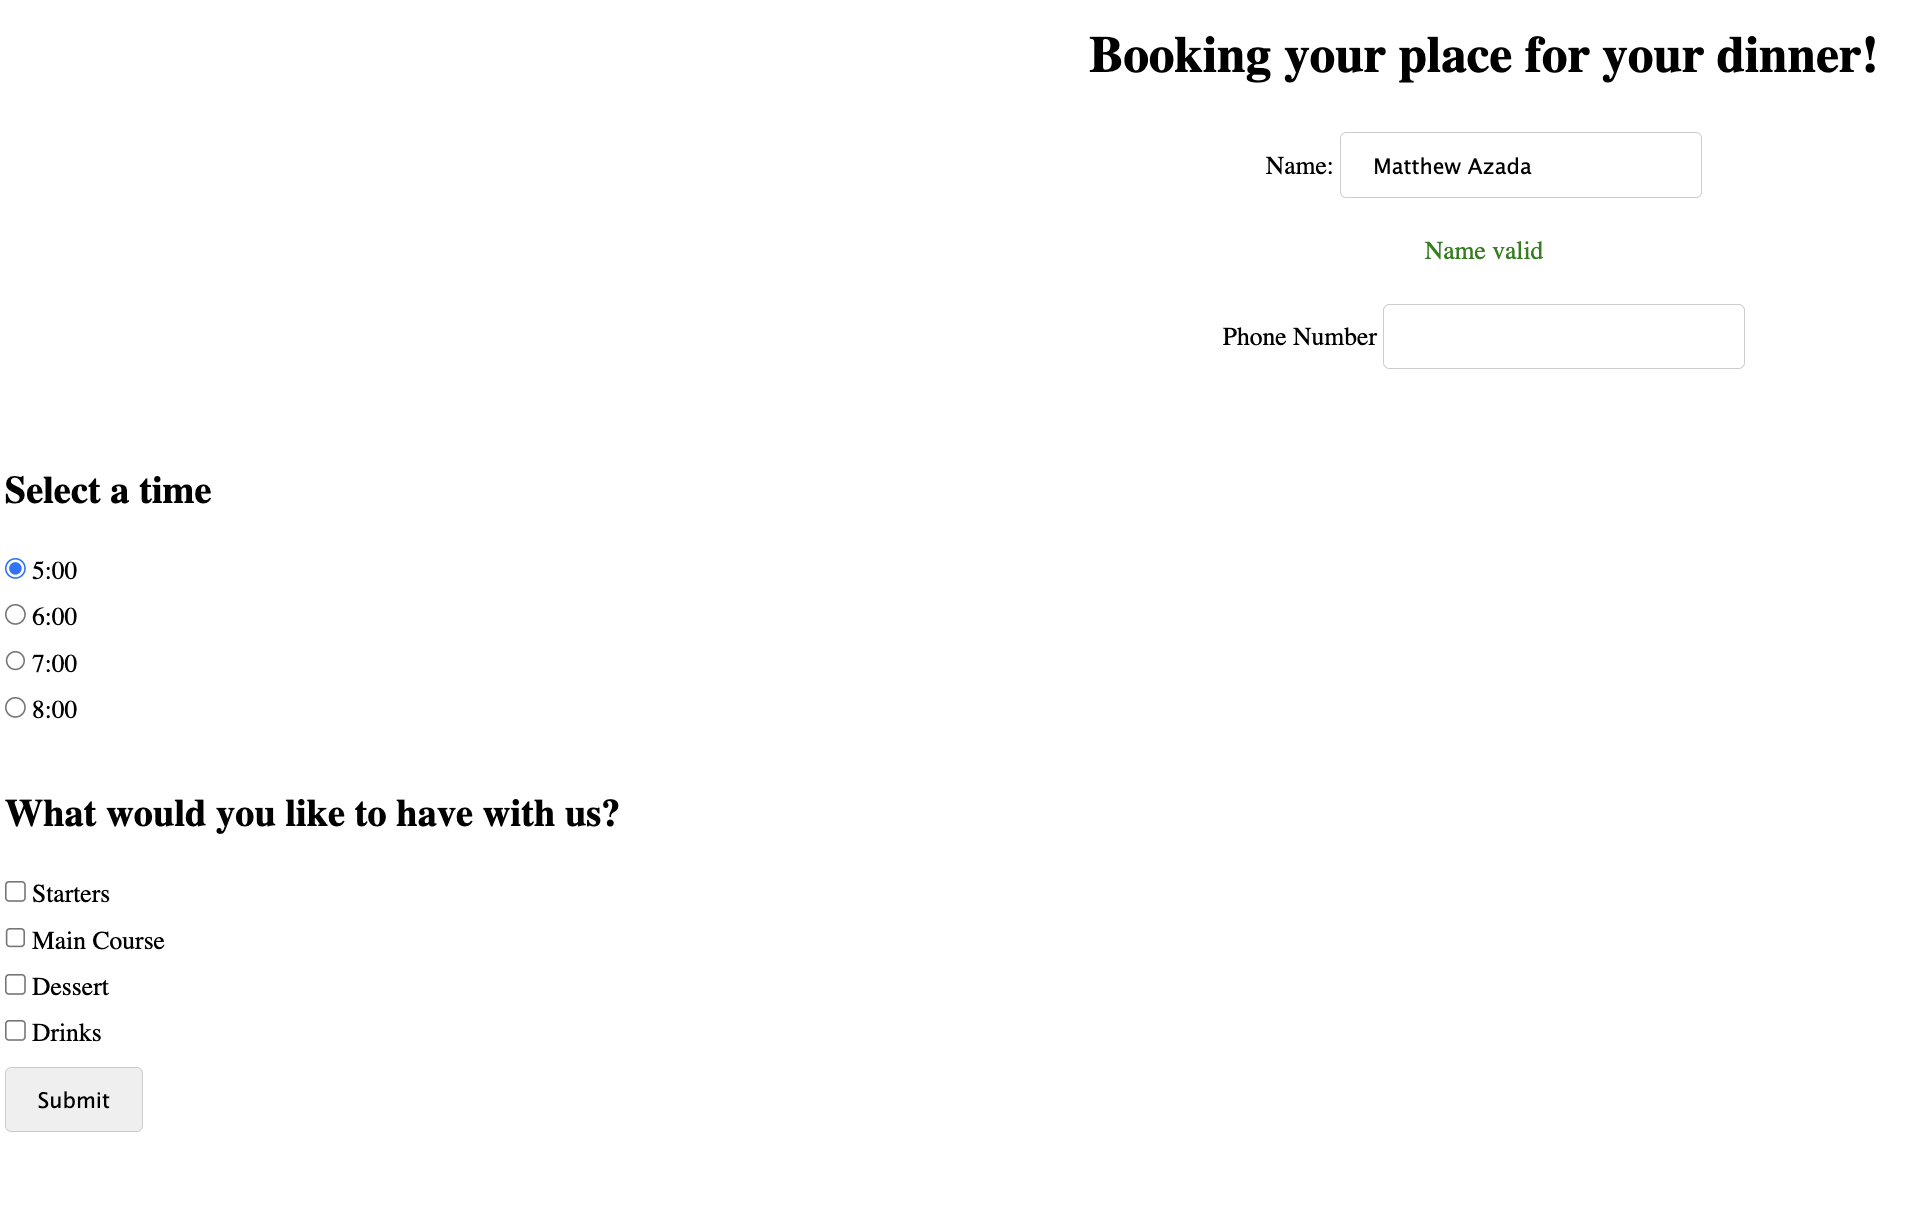 Booking your place for your dinner!
Name: Matthew Azada
Name valid
Phone Number
Select a time
5:00
6:00
7:00
8:00
What would you like to have with us?
Starters
Main Course
Dessert
Drinks
Submit